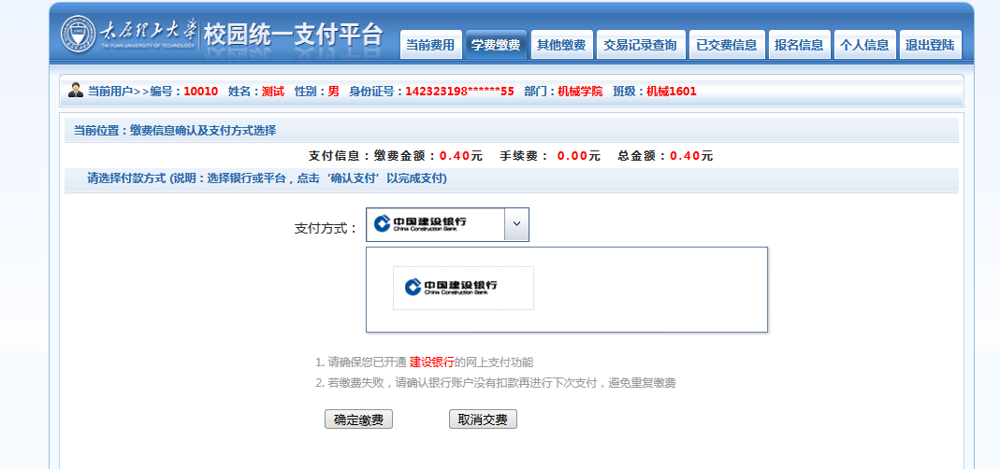 太原理工大学
TAI YUAN UNIVERSITY OF TECHNOLOGY
校园统一支付平台
当前费用 学费缴费 其他缴费 交易记录查询 已交费信息 报名信息 个人信息 退出登陆
当前用户>>编号：10010 姓名：测试 性别：男 身份证号：142323198******55 部门：机械学院 班级：机械1601
当前位置：缴费信息确认及支付方式选择
支付信息：缴费金额：0.40元 手续费： 0.00元 总金额：0.40元
请选择付款方式 (说明：选择银行或平台，点击‘确认支付’以完成支付)
支付方式： 中国建设银行
China Construction Bank
中国建设银行
China Construction Bank
1. 请确保您已开通 建设银行的网上支付功能
2. 若缴费失败，请确认银行账户没有扣款再进行下次支付，避免重复缴费
确定缴费 取消交费